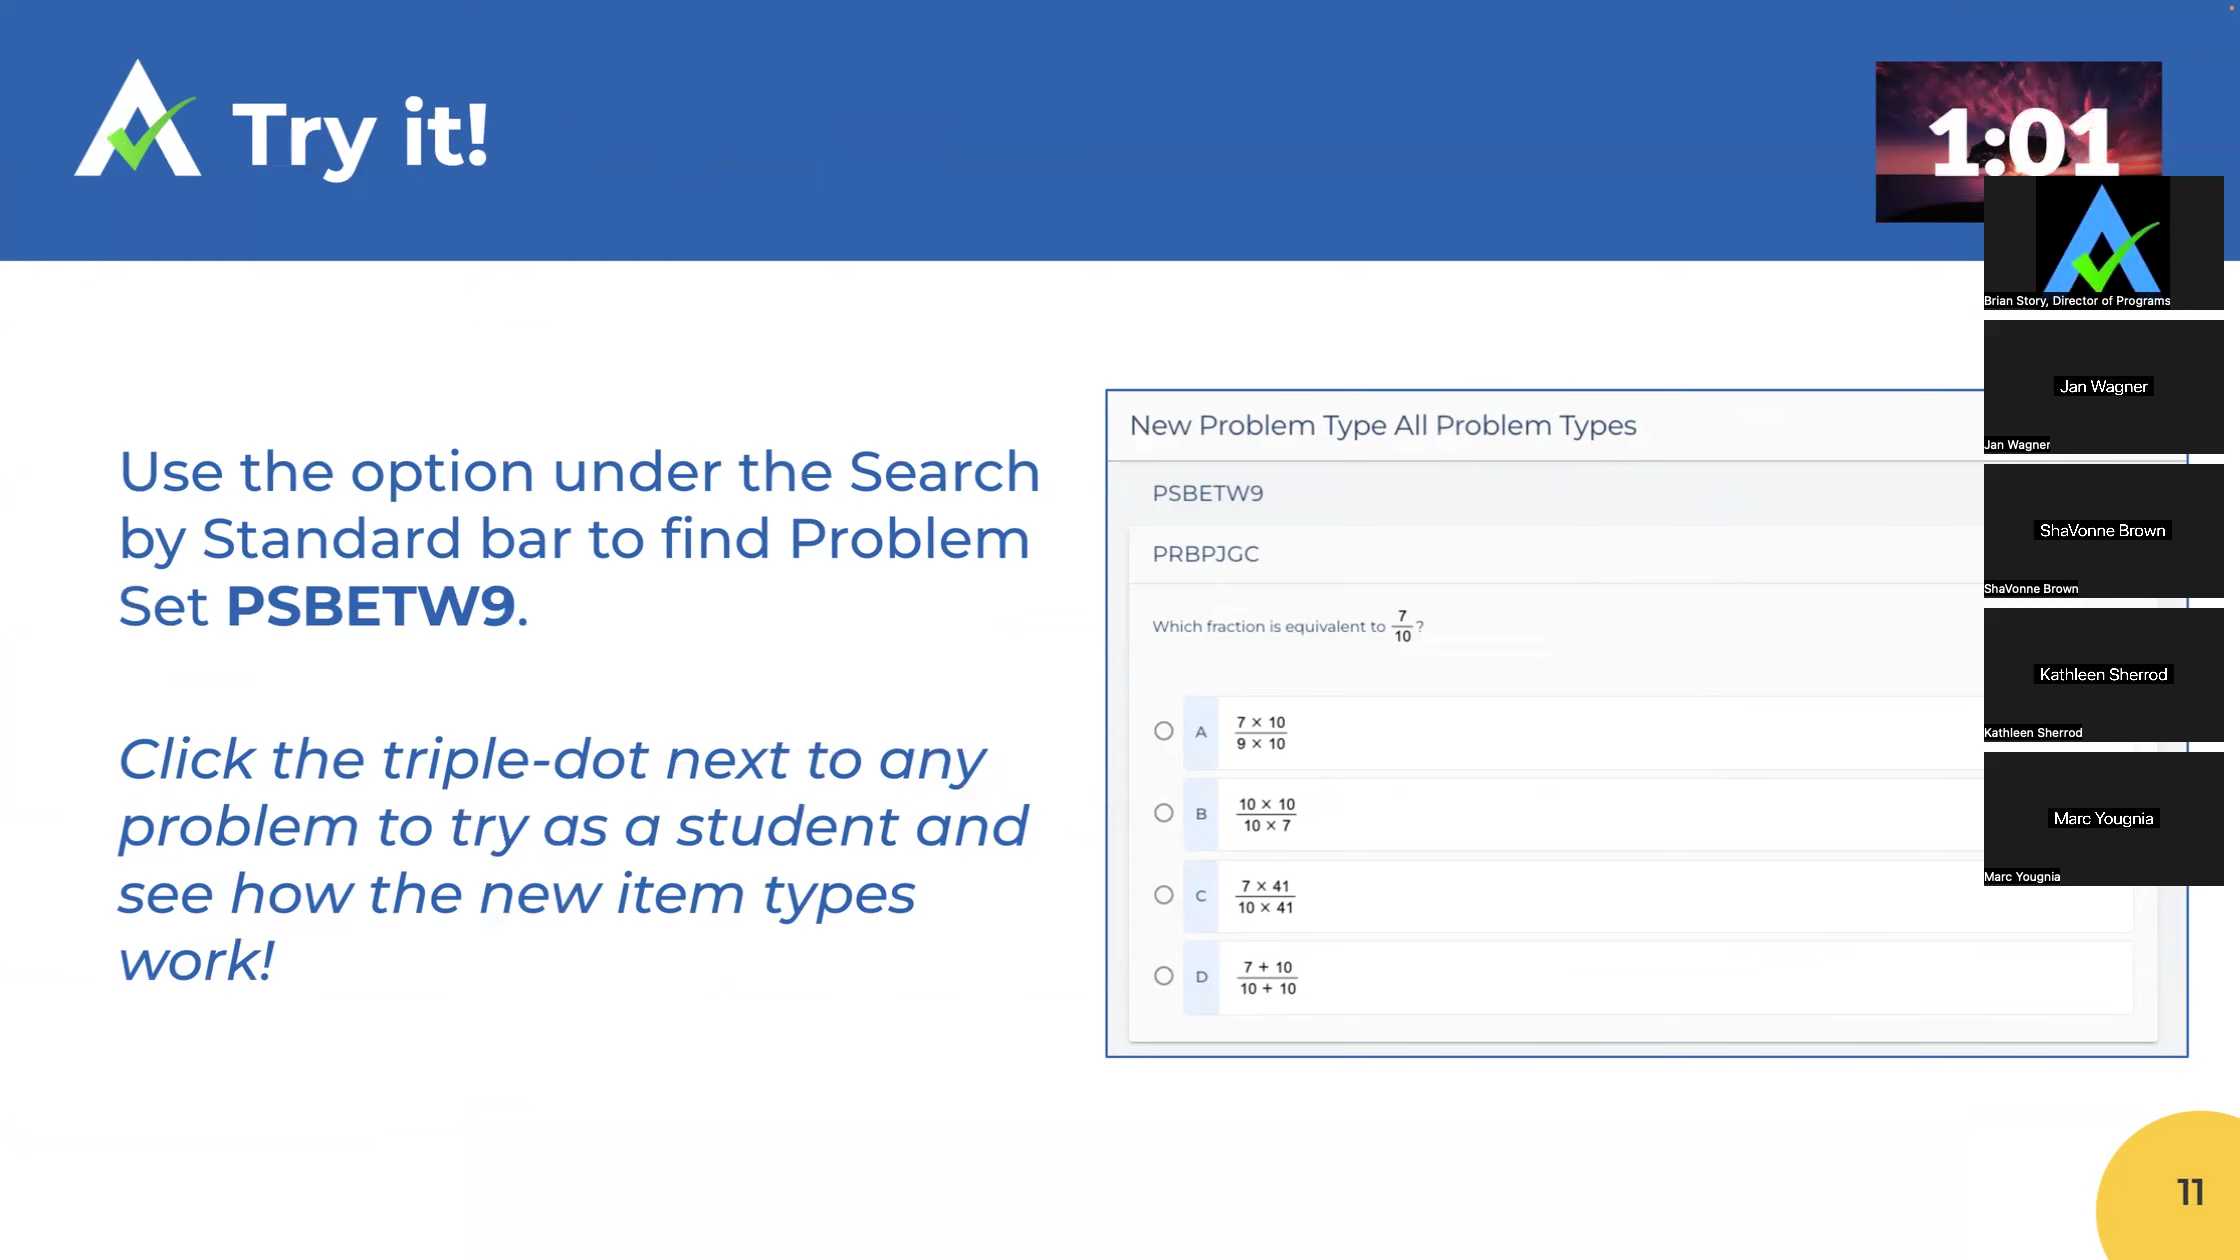 Try it!
1:01
Use the option under the Search
by Standard bar to find Problem
Set PSBETW9.
Click the triple-dot next to any
problem to try as a student and
see how the new item types
work!
New Problem Type All Problem Types
PSBETW9
PRBPJGC
Which fraction is equivalent to 7/10?
A 7 × 10 / 9 × 10
B 10 × 10 / 10 × 7
C 7 × 41 / 10 × 41
D 7 + 10 / 10 + 10
Brian Story, Director of Programs
Jan Wagner
Jan Wagner
ShaVonne Brown
ShaVonne Brown
Kathleen Sherrod
Kathleen Sherrod
Marc Yougnia
Marc Yougnia
11